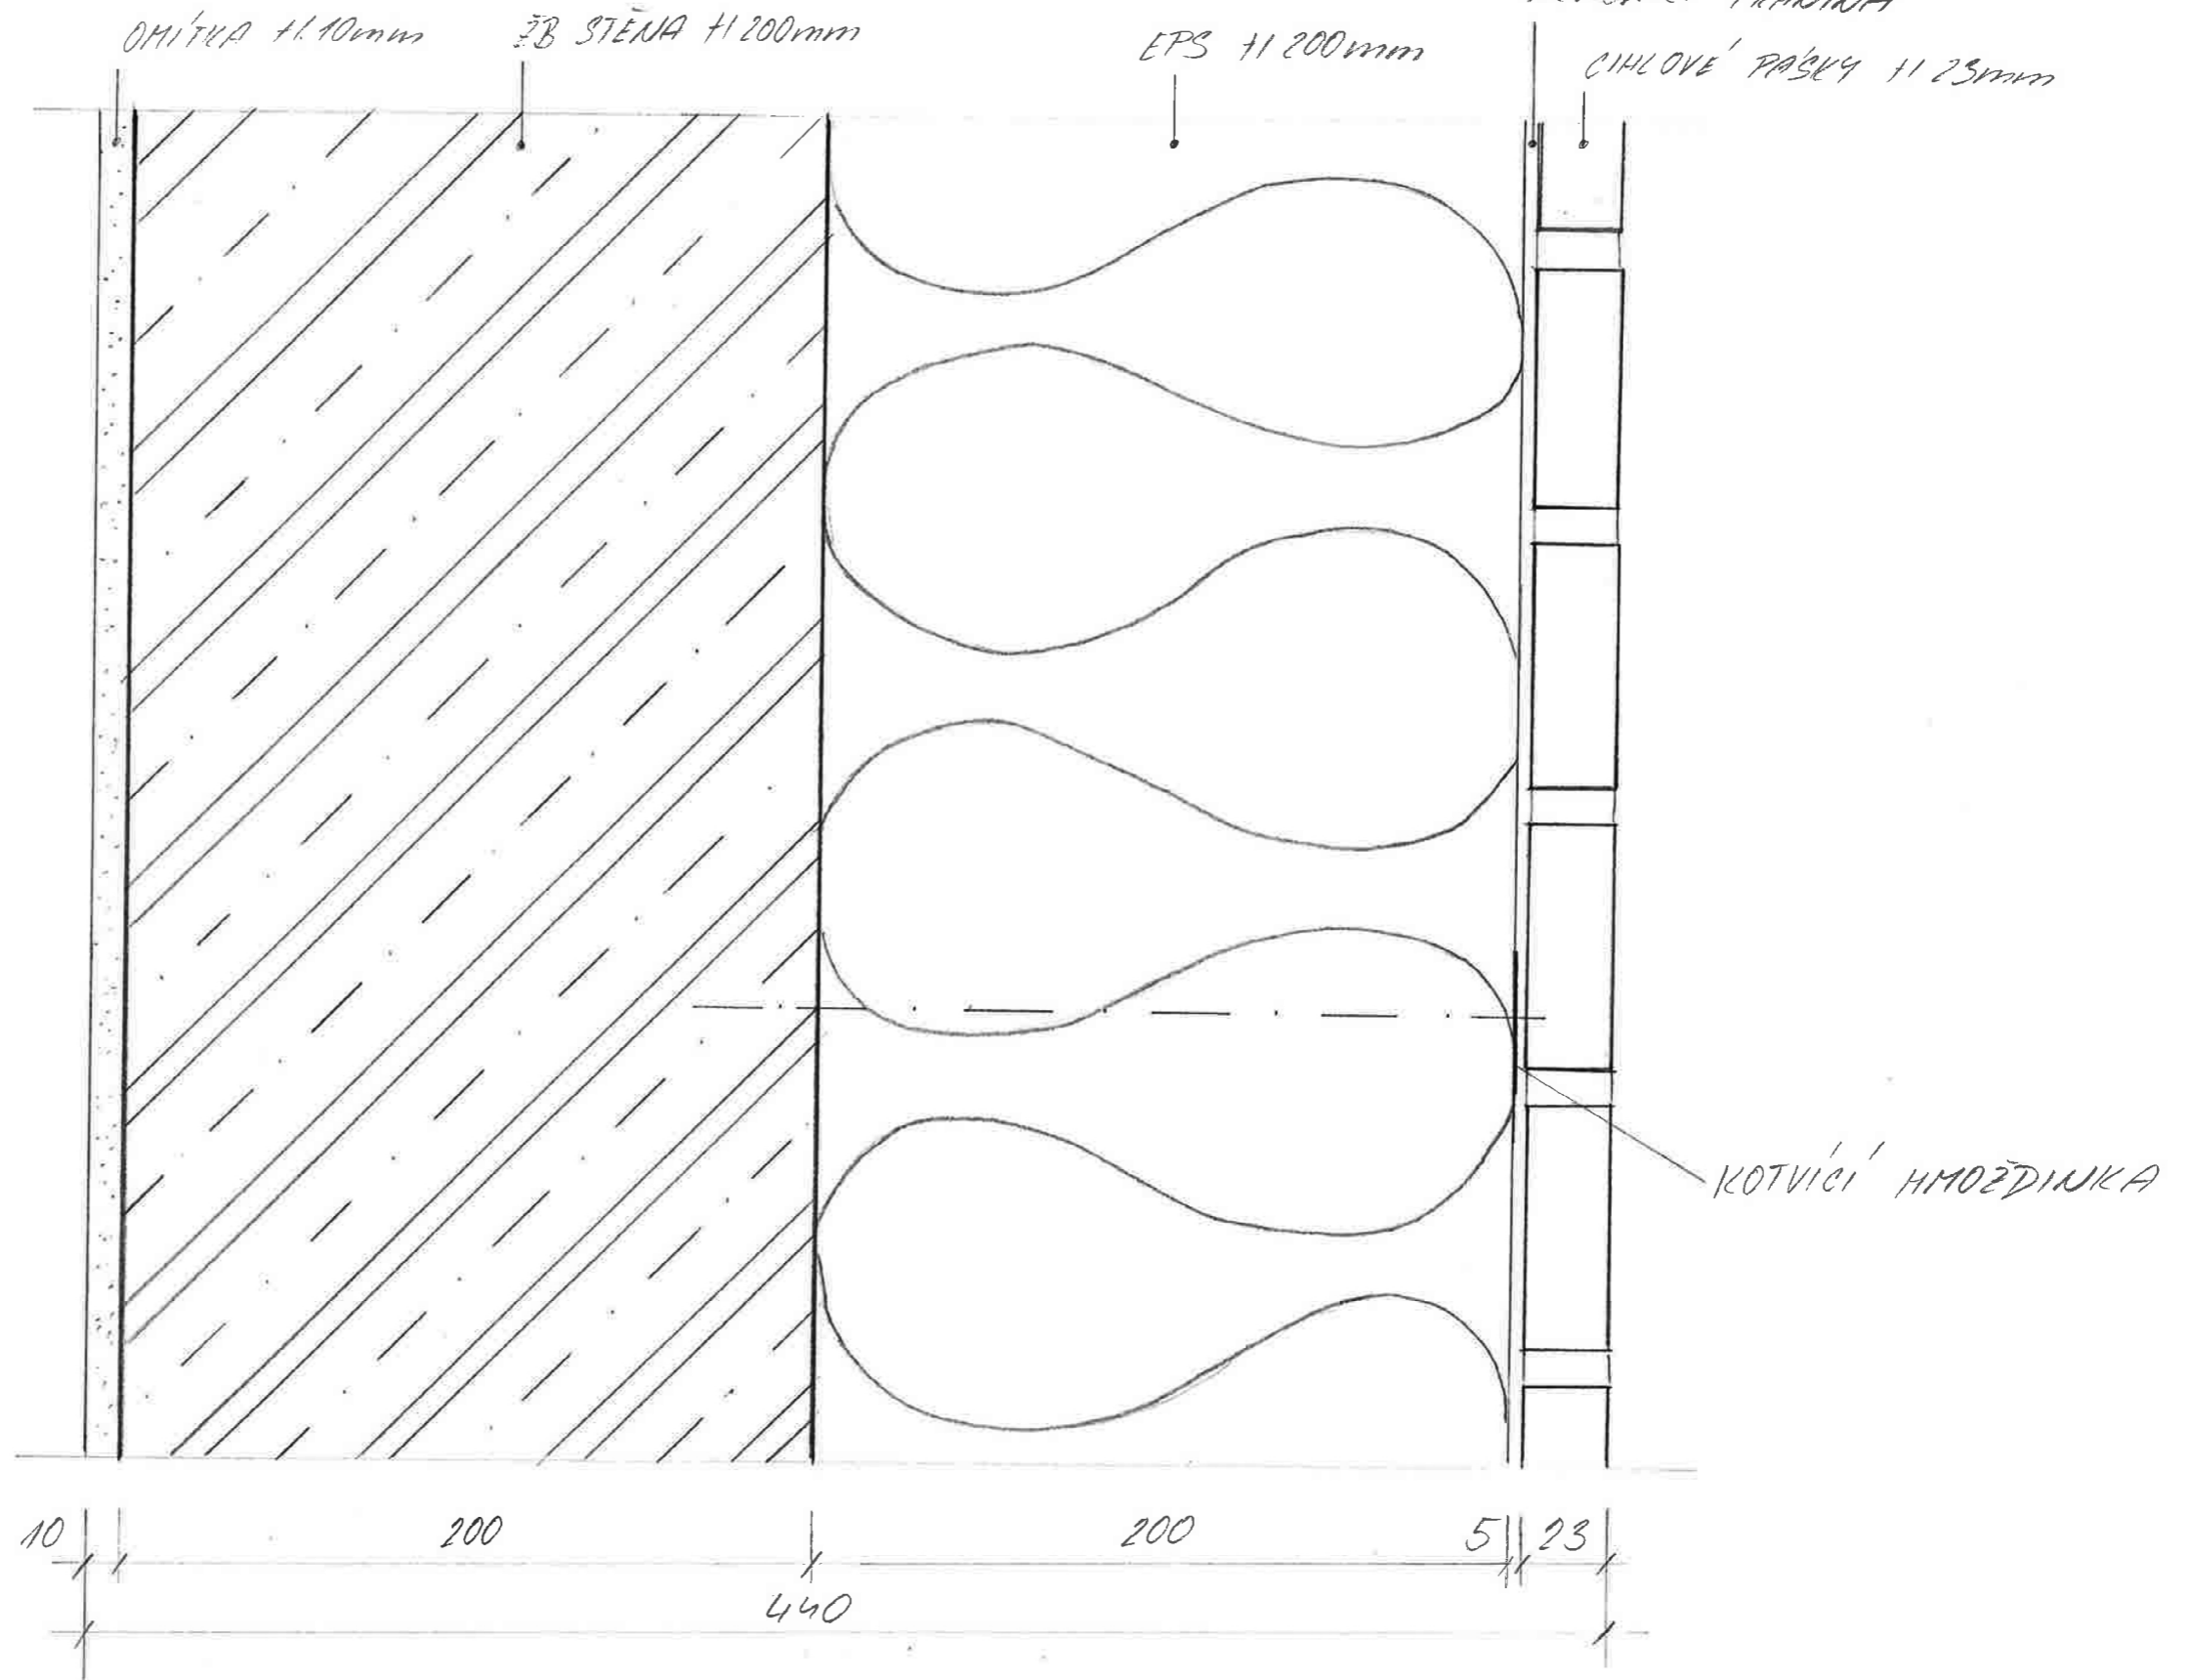 TKANINA
OMÍTKA tl. 10mm
ŽB STĚNA tl 200mm
EPS tl 200mm
CIHLOVÉ PÁSKY tl 23mm
KOTVÍCÍ HMOŽDINKA
10 200 200 5 23
440